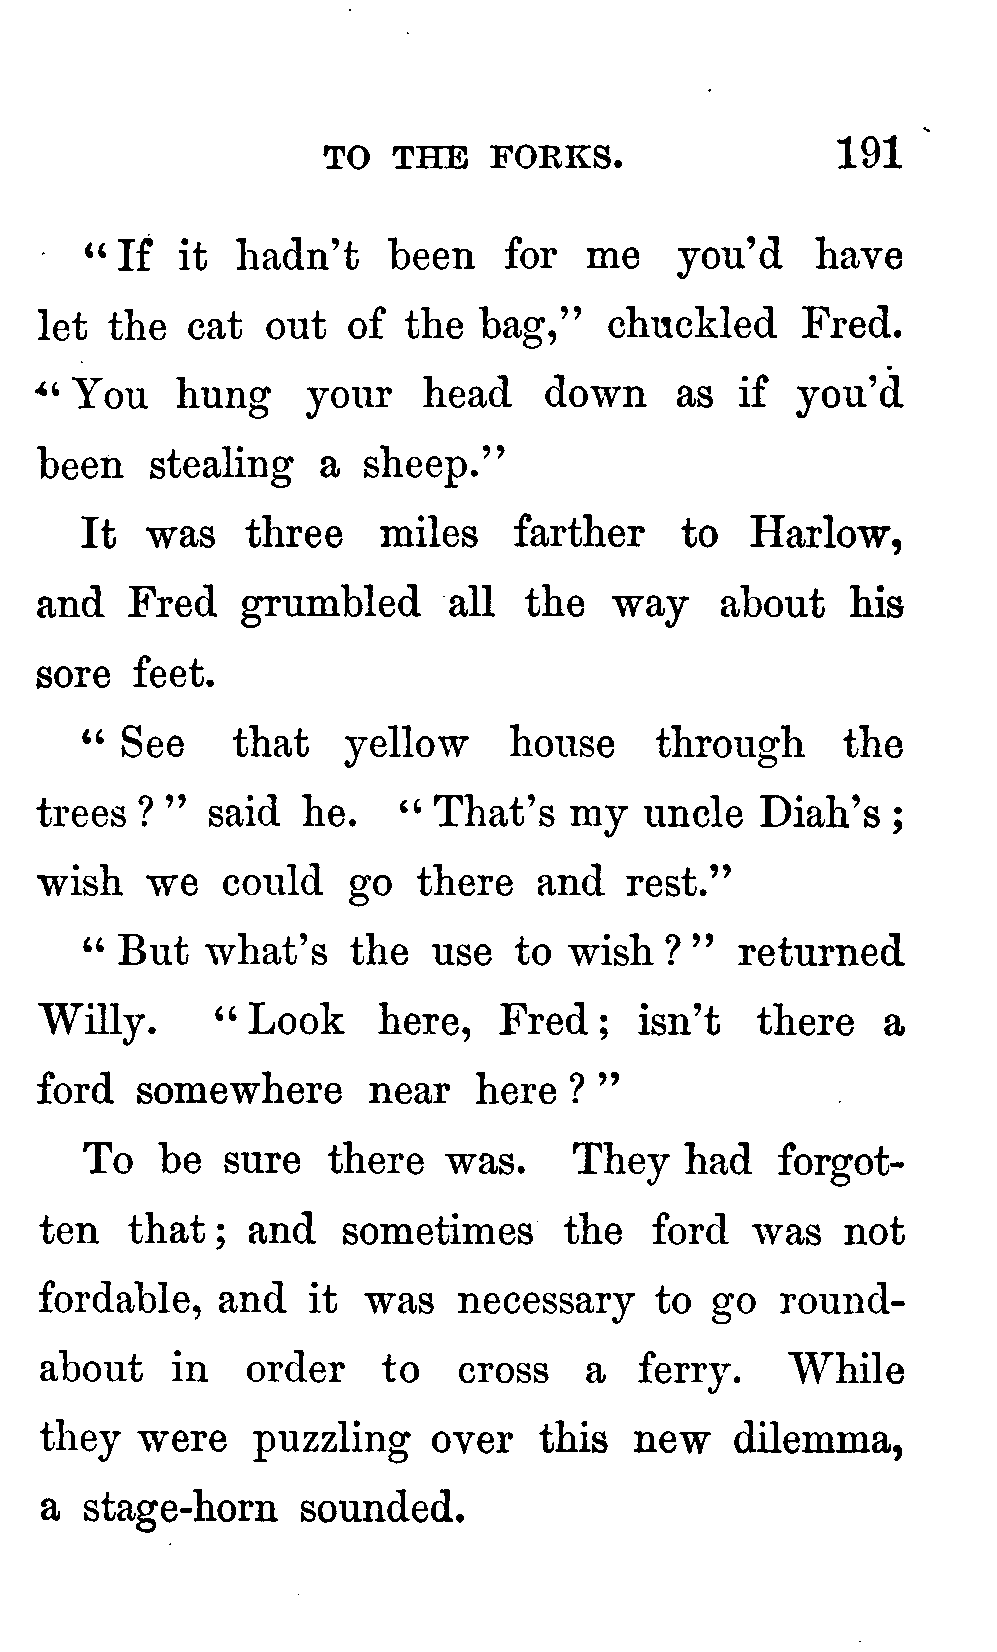 TO THE FORKS. 191
"If it hadn't been for me you'd have
let the cat out of the bag," chuckled Fred.
"You hung your head down as if you'd
been stealing a sheep."
It was three miles farther to Harlow,
and Fred grumbled all the way about his
sore feet.
"See that yellow house through the
trees?" said he. "That's my uncle Diah's;
wish we could go there and rest."
"But what's the use to wish?" returned
Willy. "Look here, Fred; isn't there a
ford somewhere near here?"
To be sure there was. They had forgot-
ten that; and sometimes the ford was not
fordable, and it was necessary to go round-
about in order to cross a ferry. While
they were puzzling over this new dilemma,
a stage-horn sounded.